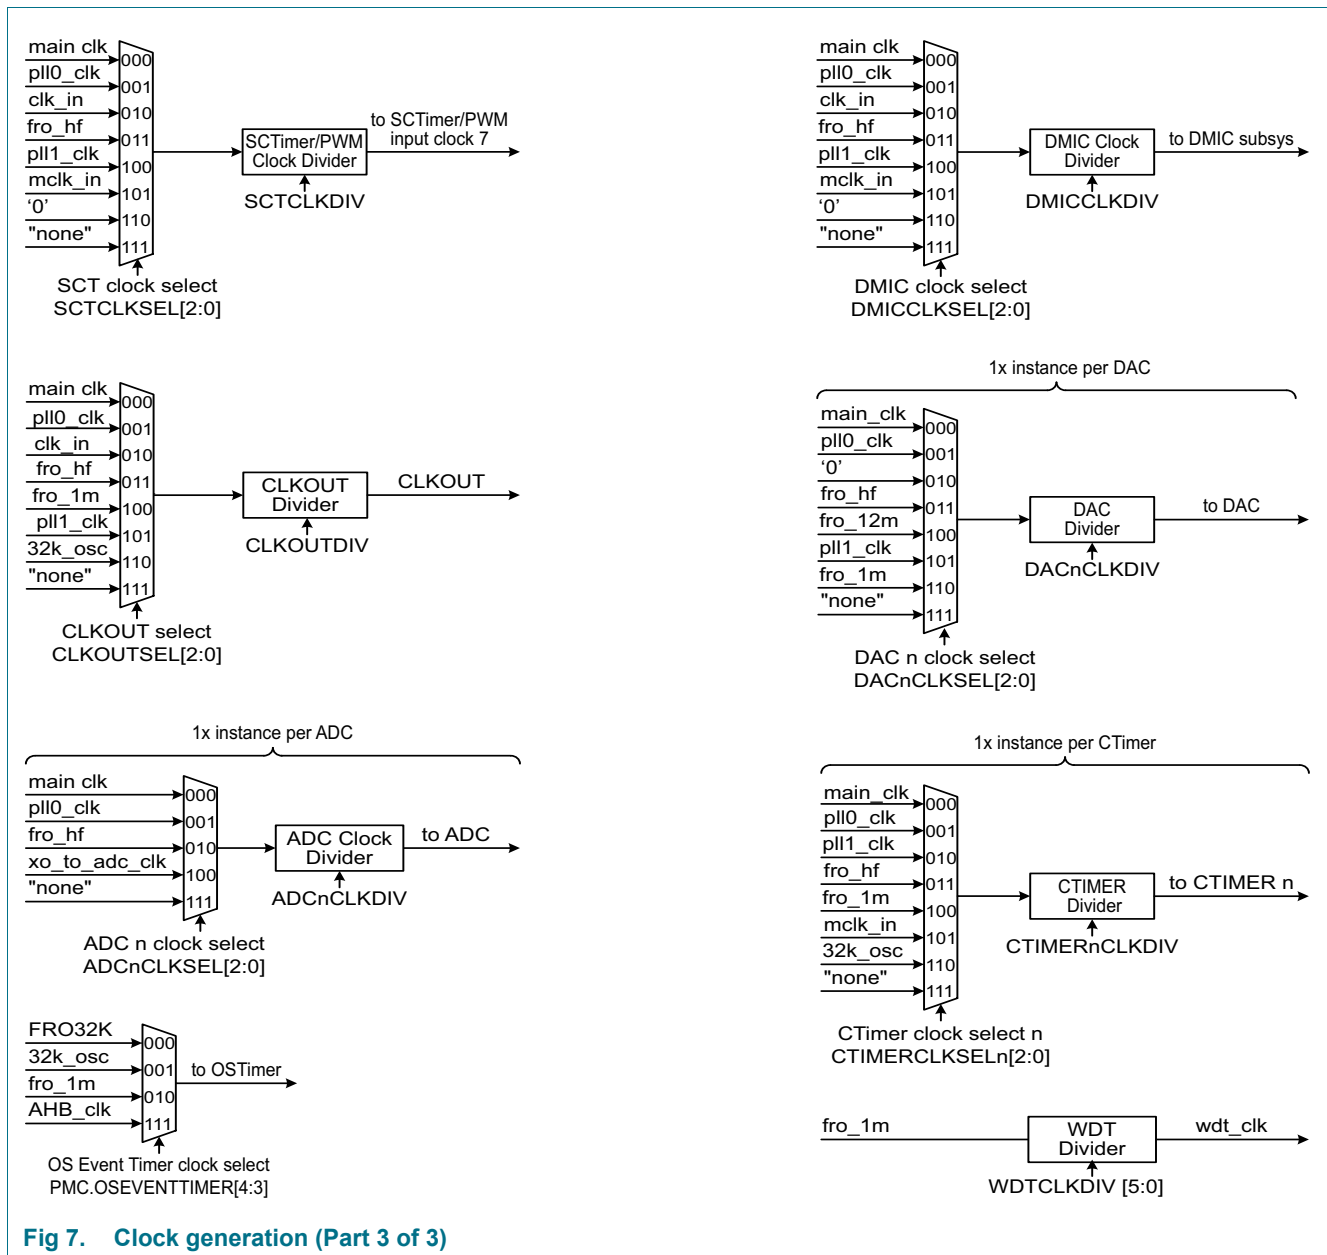 main clk
000
pll0_clk
001
clk_in
010
fro_hf
011
pll1_clk
100
mclk_in
101
‘0’
110
"none"
111
SCTimer/PWM
Clock Divider
SCTCLKDIV
to SCTimer/PWM
input clock 7
SCT clock select
SCTCLKSEL[2:0]
main clk
000
pll0_clk
001
clk_in
010
fro_hf
011
pll1_clk
100
mclk_in
101
‘0’
110
"none"
111
DMIC Clock
Divider
DMICCLKDIV
to DMIC subsys
DMIC clock select
DMICCLKSEL[2:0]
main clk
000
pll0_clk
001
clk_in
010
fro_hf
011
fro_1m
100
pll1_clk
101
32k_osc
110
"none"
111
CLKOUT
Divider
CLKOUTDIV
CLKOUT
CLKOUT select
CLKOUTSEL[2:0]
1x instance per DAC
main_clk
000
pll0_clk
001
‘0’
010
fro_hf
011
fro_12m
100
pll1_clk
101
fro_1m
110
"none"
111
DAC
Divider
DACnCLKDIV
to DAC
DAC n clock select
DACnCLKSEL[2:0]
1x instance per ADC
main clk
000
pll0_clk
001
fro_hf
010
xo_to_adc_clk
100
"none"
111
ADC Clock
Divider
ADCnCLKDIV
to ADC
ADC n clock select
ADCnCLKSEL[2:0]
1x instance per CTimer
main_clk
000
pll0_clk
001
pll1_clk
010
fro_hf
011
fro_1m
100
mclk_in
101
32k_osc
110
"none"
111
CTIMER
Divider
CTIMERnCLKDIV
to CTIMER n
CTimer clock select n
CTIMERCLKSELn[2:0]
FRO32K
000
32k_osc
001
fro_1m
010
AHB_clk
111
to OSTimer
OS Event Timer clock select
PMC.OSEVENTTIMER[4:3]
fro_1m
WDT
Divider
WDTCLKDIV [5:0]
wdt_clk
Fig 7. Clock generation (Part 3 of 3)